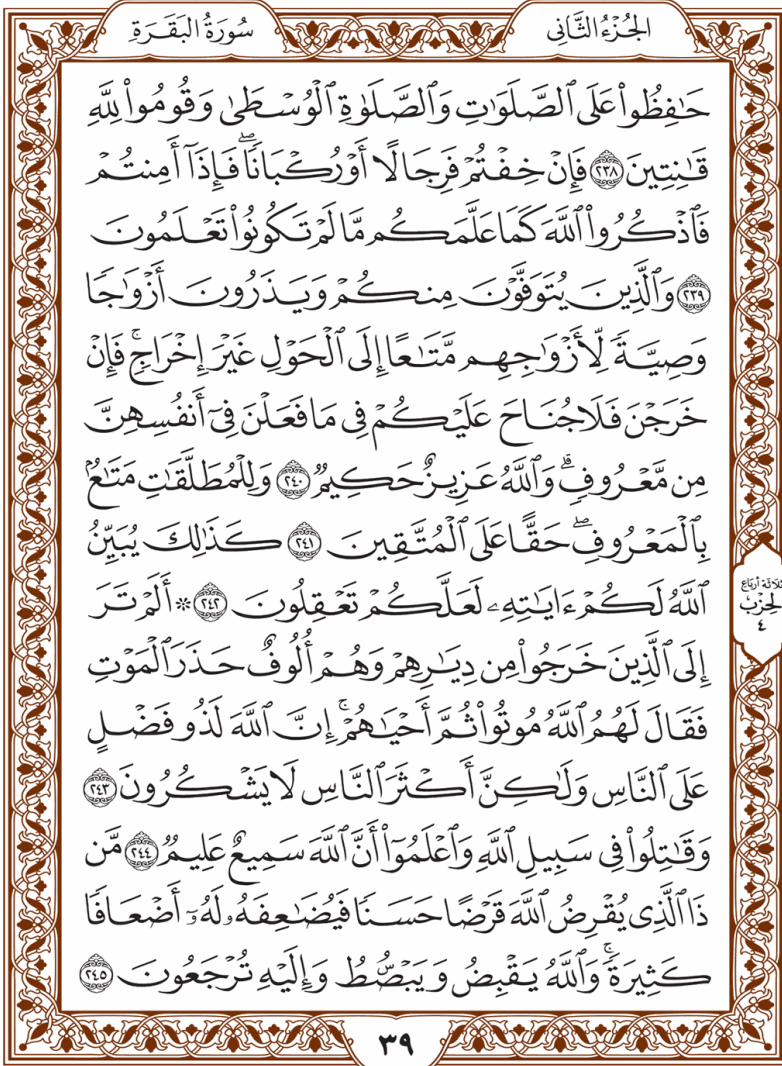 سُورَةُ البَقَرَةِ
الجُزْءُ الثَّانِى
حَٰفِظُوا۟ عَلَى ٱلصَّلَوَٰتِ وَٱلصَّلَوٰةِ ٱلْوُسْطَىٰ وَقُومُوا۟ لِلَّهِ
قَٰنِتِينَ ٢٣٨ فَإِنْ خِفْتُمْ فَرِجَالًا أَوْ رُكْبَانًا ۖ فَإِذَآ أَمِنتُمْ
فَٱذْكُرُوا۟ ٱللَّهَ كَمَا عَلَّمَكُم مَّا لَمْ تَكُونُوا۟ تَعْلَمُونَ
٢٣٩ وَٱلَّذِينَ يُتَوَفَّوْنَ مِنكُمْ وَيَذَرُونَ أَزْوَٰجًا
وَصِيَّةً لِّأَزْوَٰجِهِم مَّتَٰعًا إِلَى ٱلْحَوْلِ غَيْرَ إِخْرَاجٍ ۚ فَإِنْ
خَرَجْنَ فَلَا جُنَاحَ عَلَيْكُمْ فِى مَا فَعَلْنَ فِىٓ أَنفُسِهِنَّ
مِن مَّعْرُوفٍ ۗ وَٱللَّهُ عَزِيزٌ حَكِيمٌ ٢٤٠ وَلِلْمُطَلَّقَٰتِ مَتَٰعٌۢ
بِٱلْمَعْرُوفِ ۖ حَقًّا عَلَى ٱلْمُتَّقِينَ ٢٤١ كَذَٰلِكَ يُبَيِّنُ
ٱللَّهُ لَكُمْ ءَايَٰتِهِۦ لَعَلَّكُمْ تَعْقِلُونَ ٢٤٢ ۞ أَلَمْ تَرَ
إِلَى ٱلَّذِينَ خَرَجُوا۟ مِن دِيَٰرِهِمْ وَهُمْ أُلُوفٌ حَذَرَ ٱلْمَوْتِ
فَقَالَ لَهُمُ ٱللَّهُ مُوتُوا۟ ثُمَّ أَحْيَٰهُمْ ۚ إِنَّ ٱللَّهَ لَذُو فَضْلٍ
عَلَى ٱلنَّاسِ وَلَٰكِنَّ أَكْثَرَ ٱلنَّاسِ لَا يَشْكُرُونَ ٢٤٣
وَقَٰتِلُوا۟ فِى سَبِيلِ ٱللَّهِ وَٱعْلَمُوٓا۟ أَنَّ ٱللَّهَ سَمِيعٌ عَلِيمٌ ٢٤٤ مَّن
ذَا ٱلَّذِى يُقْرِضُ ٱللَّهَ قَرْضًا حَسَنًا فَيُضَٰعِفَهُۥ لَهُۥٓ أَضْعَافًا
كَثِيرَةً ۚ وَٱللَّهُ يَقْبِضُ وَيَبْصُۜطُ وَإِلَيْهِ تُرْجَعُونَ ٢٤٥
ثلاثة أرباع
الحِزْب
٤
٣٩